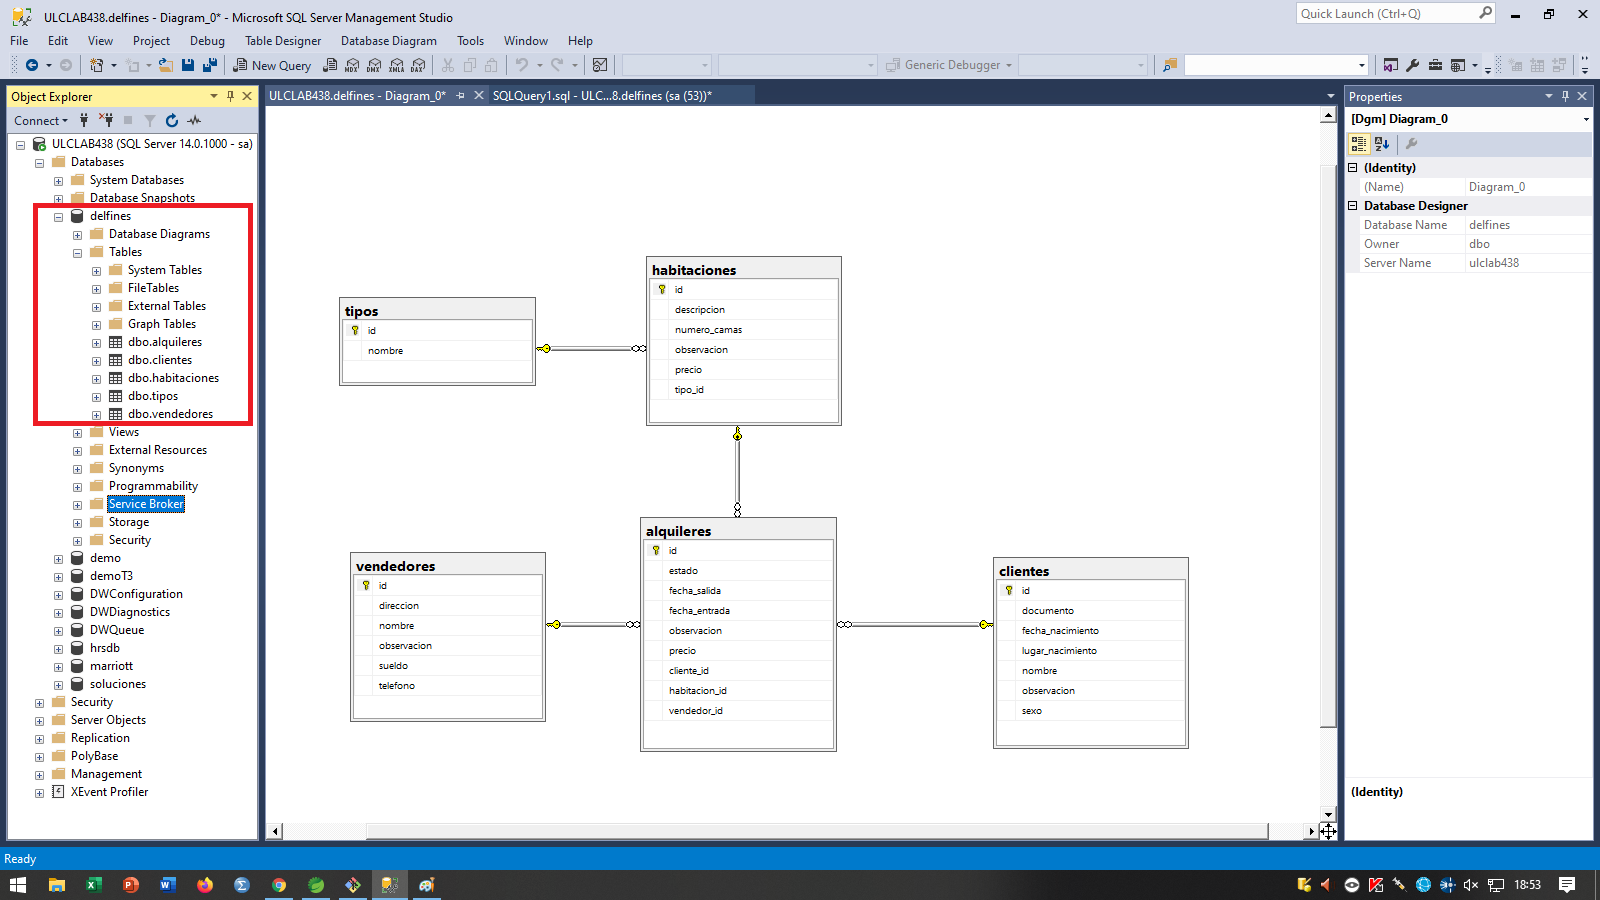 ULCLAB438.delfines - Diagram_0* - Microsoft SQL Server Management Studio
Quick Launch (Ctrl+Q)
File Edit View Project Debug Table Designer Database Diagram Tools Window Help
New Query
MDX DMX XMLA DAX
Generic Debugger
Object Explorer
Connect
ULCLAB438 (SQL Server 14.0.1000 - sa)
Databases
System Databases
Database Snapshots
delfines
Database Diagrams
Tables
System Tables
FileTables
External Tables
Graph Tables
dbo.alquileres
dbo.clientes
dbo.habitaciones
dbo.tipos
dbo.vendedores
Views
External Resources
Synonyms
Programmability
Service Broker
Storage
Security
demo
demoT3
DWConfiguration
DWDiagnostics
DWQueue
hrsdb
marriott
soluciones
Security
Server Objects
Replication
PolyBase
Management
XEvent Profiler
ULCLAB438.delfines - Diagram_0*
SQLQuery1.sql - ULC...8.delfines (sa (53))*
tipos
id
nombre
habitaciones
id
descripcion
numero_camas
observacion
precio
tipo_id
vendedores
id
direccion
nombre
observacion
sueldo
telefono
alquileres
id
estado
fecha_salida
fecha_entrada
observacion
precio
cliente_id
habitacion_id
vendedor_id
clientes
id
documento
fecha_nacimiento
lugar_nacimiento
nombre
observacion
sexo
Properties
[Dgm] Diagram_0
(Identity)
(Name) Diagram_0
Database Designer
Database Name delfines
Owner dbo
Server Name ulclab438
(Identity)
Ready
18:53